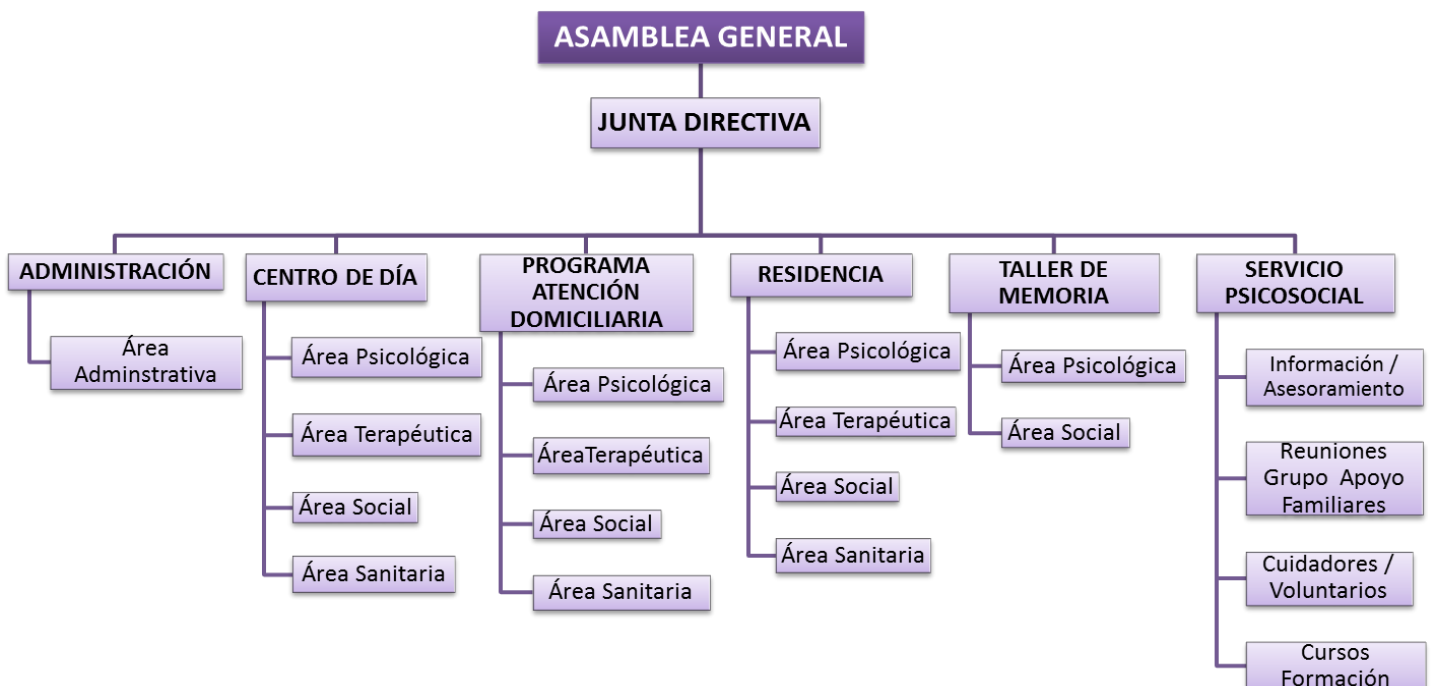 ASAMBLEA GENERAL
JUNTA DIRECTIVA
ADMINISTRACIÓN
Área
Adminstrativa
CENTRO DE DÍA
Área Psicológica
Área Terapéutica
Área Social
Área Sanitaria
PROGRAMA
ATENCIÓN
DOMICILIARIA
Área Psicológica
ÁreaTerapéutica
Área Social
Área Sanitaria
RESIDENCIA
Área Psicológica
Área Terapéutica
Área Social
Área Sanitaria
TALLER DE
MEMORIA
Área Psicológica
Área Social
SERVICIO
PSICOSOCIAL
Información /
Asesoramiento
Reuniones
Grupo Apoyo
Familiares
Cuidadores /
Voluntarios
Cursos
Formación